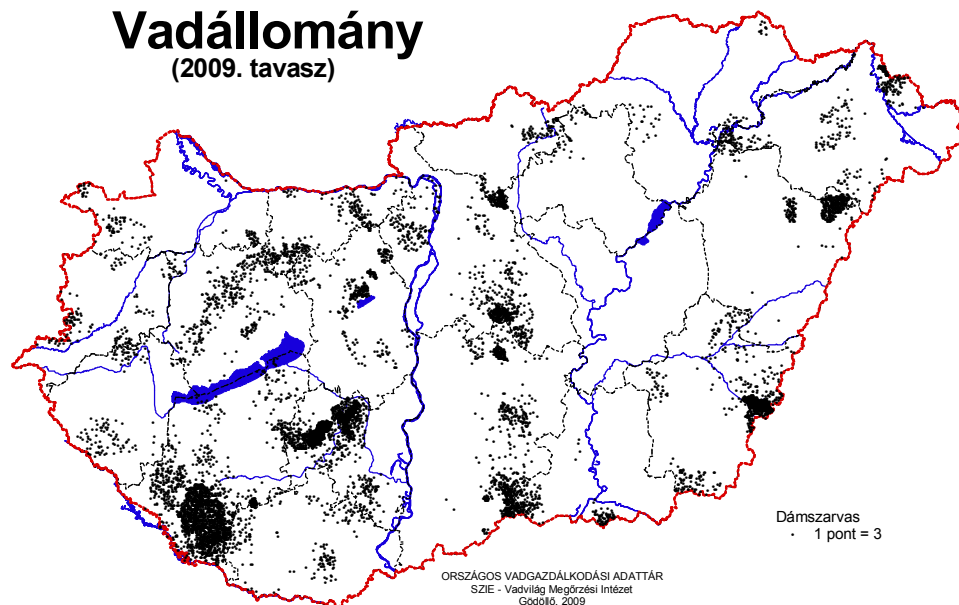 Vadállomány
(2009. tavasz)
Dámszarvas
1 pont = 3
ORSZÁGOS VADGAZDÁLKODÁSI ADATTÁR
SZIE - Vadvilág Megőrzési Intézet
Gödöllő, 2009